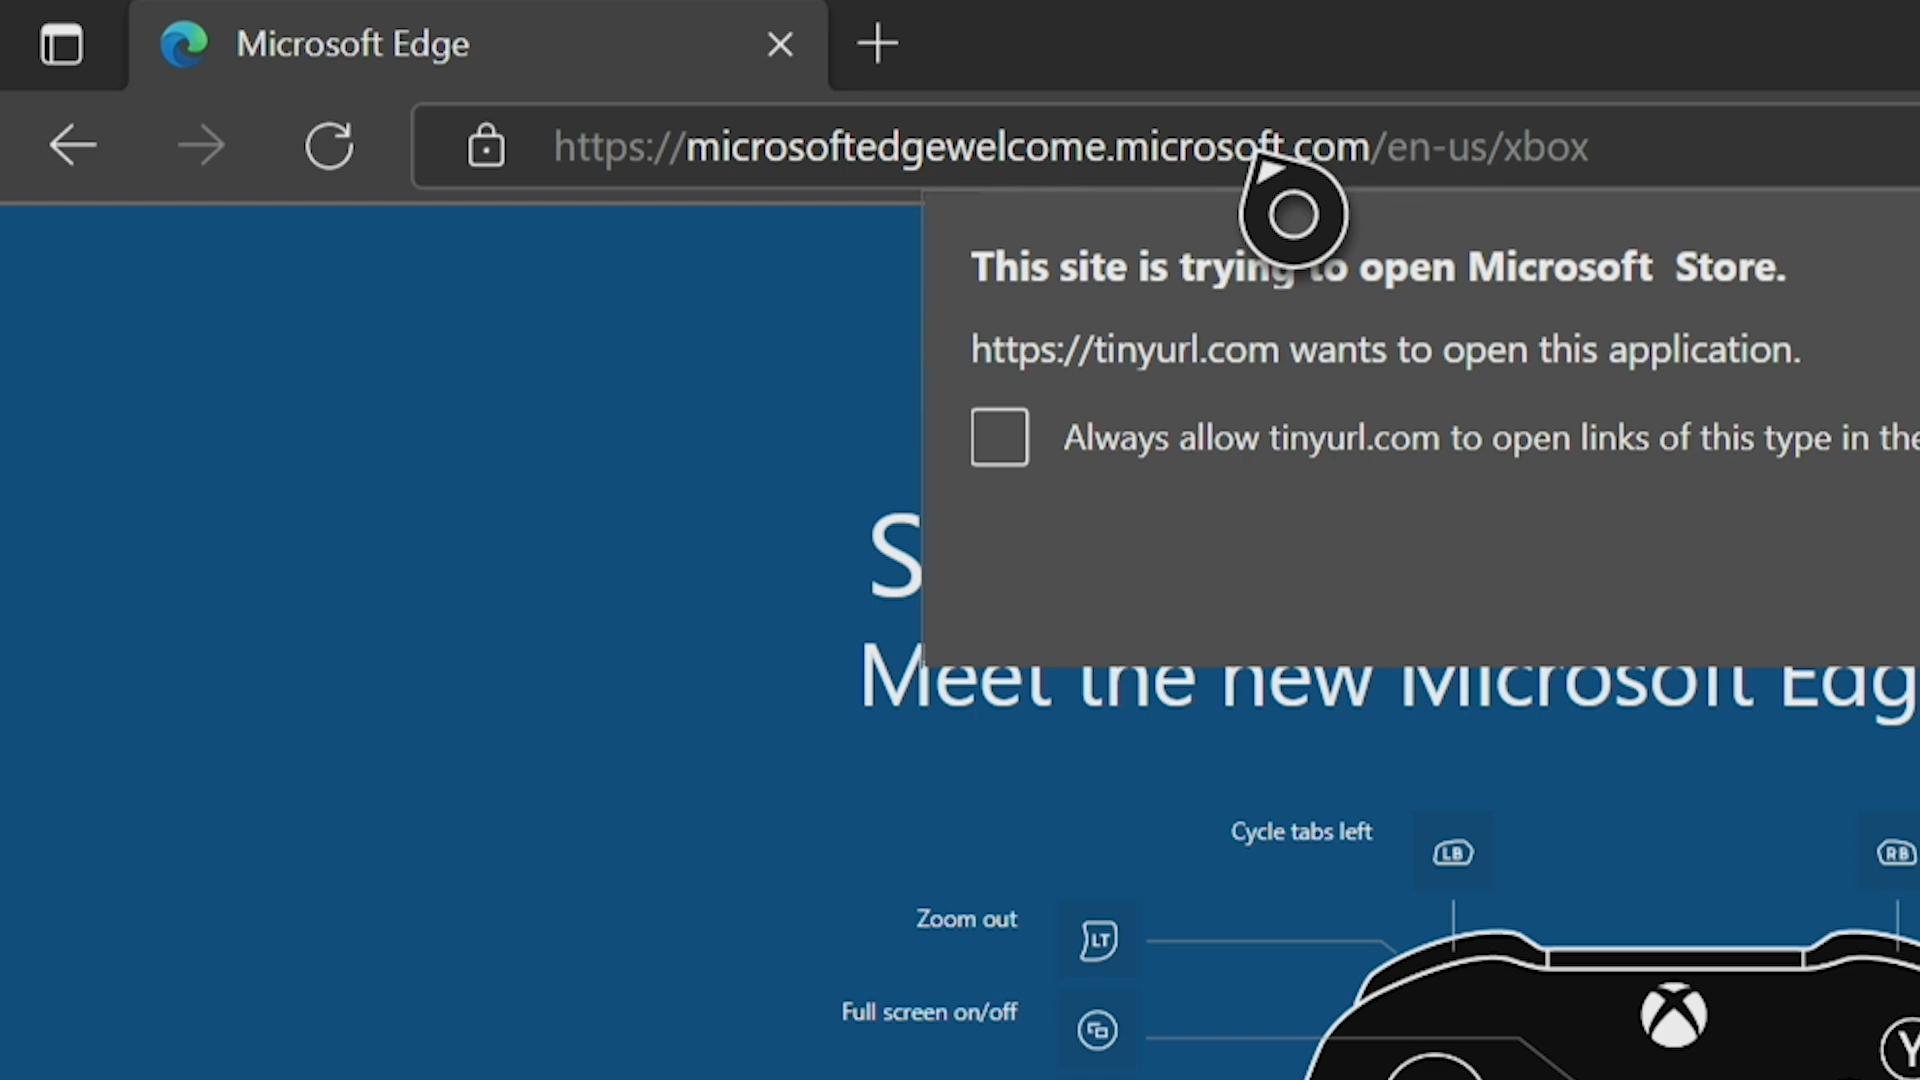 Microsoft Edge
https://microsoftedgewelcome.microsoft.com/en-us/xbox
This site is trying to open Microsoft Store.
https://tinyurl.com wants to open this application.
Always allow tinyurl.com to open links of this type in the
S
Meet the new Microsoft Edg
Cycle tabs left
LB
RB
Zoom out
LT
Full screen on/off
Y